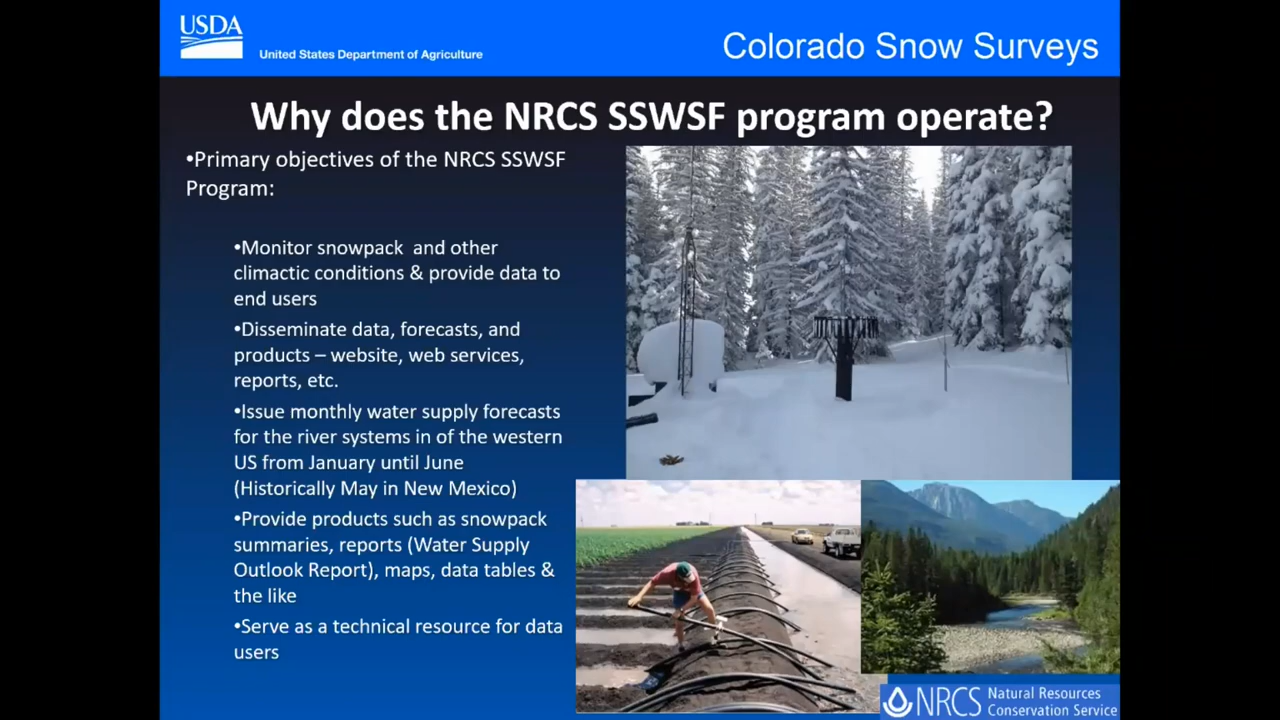 USDA
United States Department of Agriculture
Colorado Snow Surveys
Why does the NRCS SSWSF program operate?
•Primary objectives of the NRCS SSWSF
Program:
•Monitor snowpack and other
climactic conditions & provide data to
end users
•Disseminate data, forecasts, and
products – website, web services,
reports, etc.
•Issue monthly water supply forecasts
for the river systems in of the western
US from January until June
(Historically May in New Mexico)
•Provide products such as snowpack
summaries, reports (Water Supply
Outlook Report), maps, data tables &
the like
•Serve as a technical resource for data
users
NRCS
Natural Resources
Conservation Service